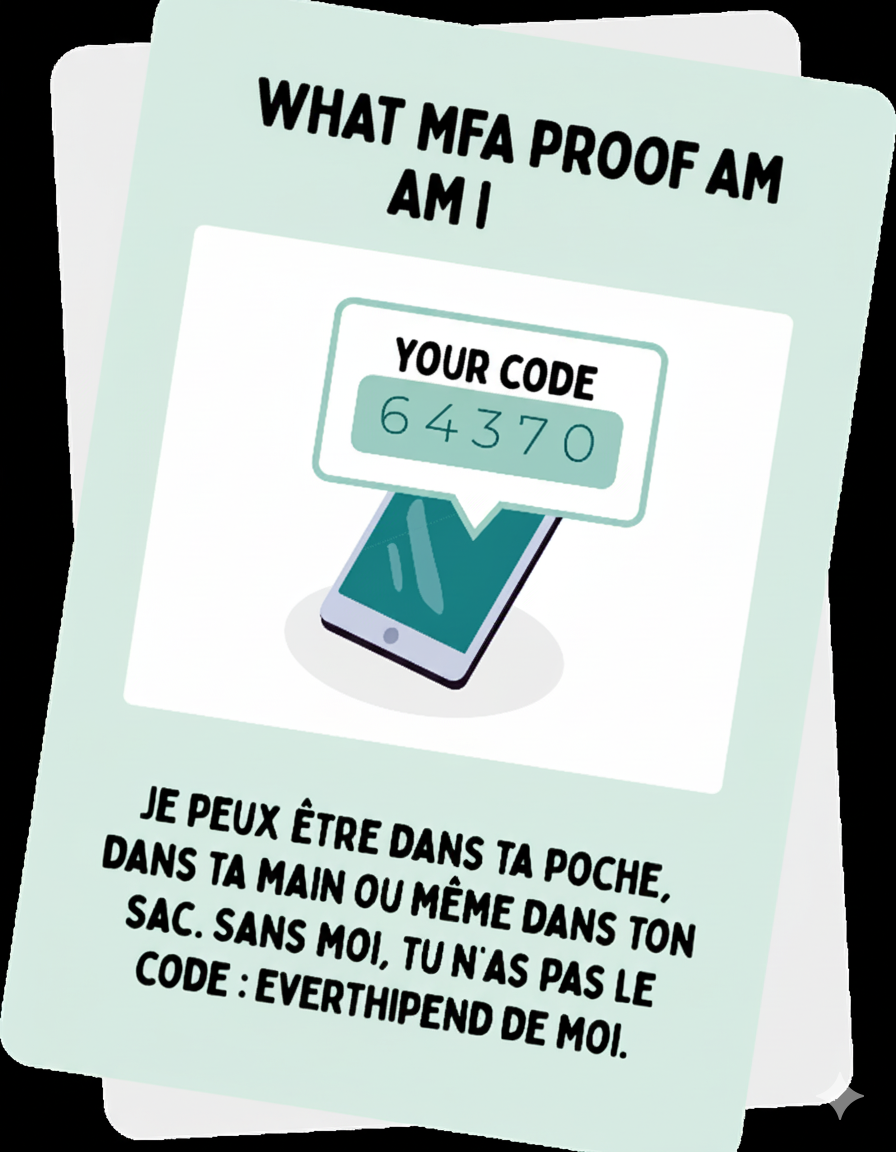 WHAT MFA PROOF AM
AM I
YOUR CODE
64370
JE PEUX ÊTRE DANS TA POCHE,
DANS TA MAIN OU MÊME DANS TON
SAC. SANS MOI, TU N'AS PAS LE
CODE : EVERTHIPEND DE MOI.